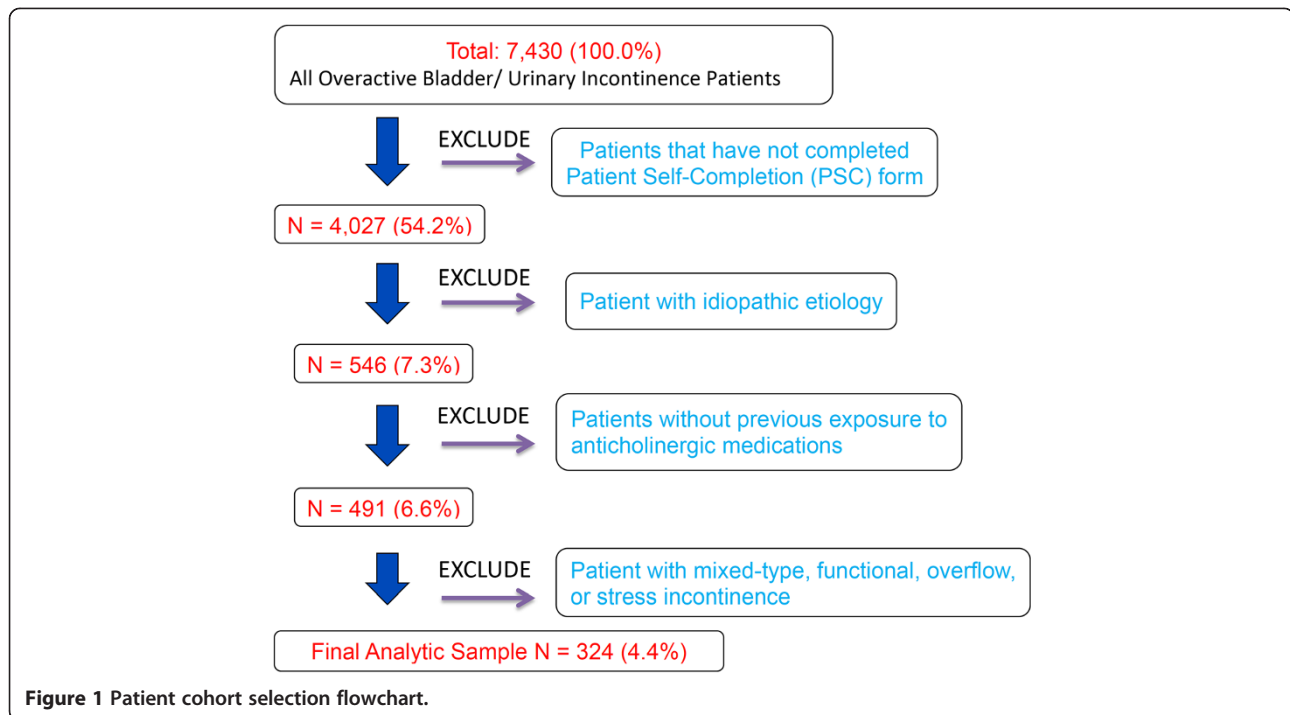 Total: 7,430 (100.0%)
All Overactive Bladder/ Urinary Incontinence Patients
EXCLUDE
Patients that have not completed
Patient Self-Completion (PSC) form
N = 4,027 (54.2%)
EXCLUDE
Patient with idiopathic etiology
N = 546 (7.3%)
EXCLUDE
Patients without previous exposure to
anticholinergic medications
N = 491 (6.6%)
EXCLUDE
Patient with mixed-type, functional, overflow,
or stress incontinence
Final Analytic Sample N = 324 (4.4%)
Figure 1 Patient cohort selection flowchart.